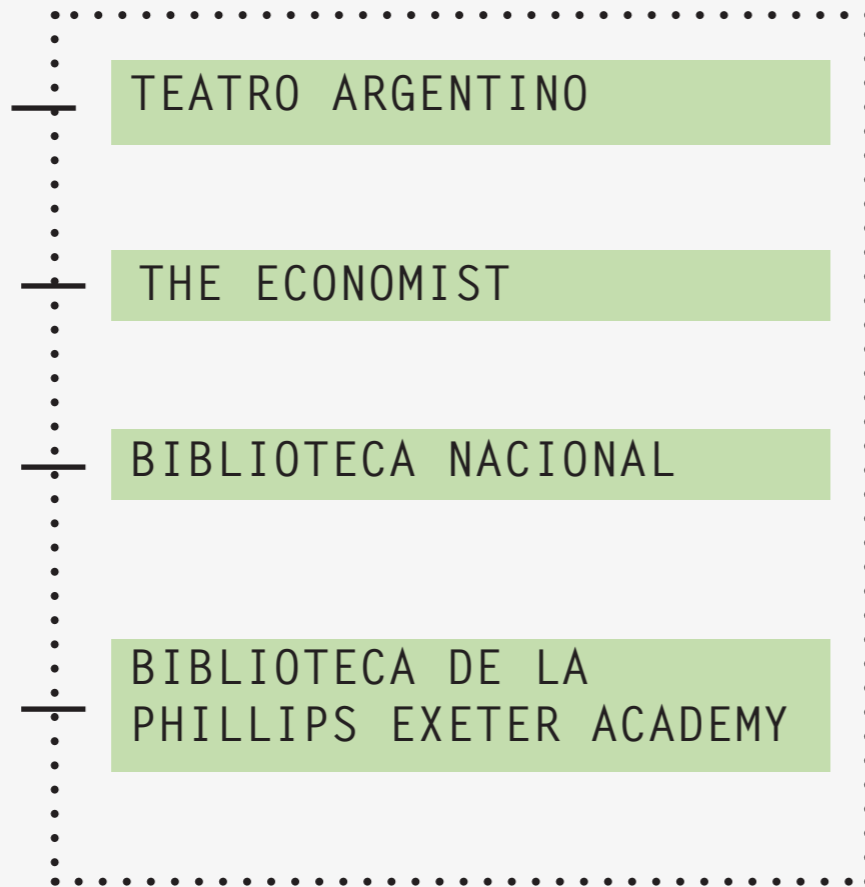 TEATRO ARGENTINO
THE ECONOMIST
BIBLIOTECA NACIONAL
BIBLIOTECA DE LA
PHILLIPS EXETER ACADEMY